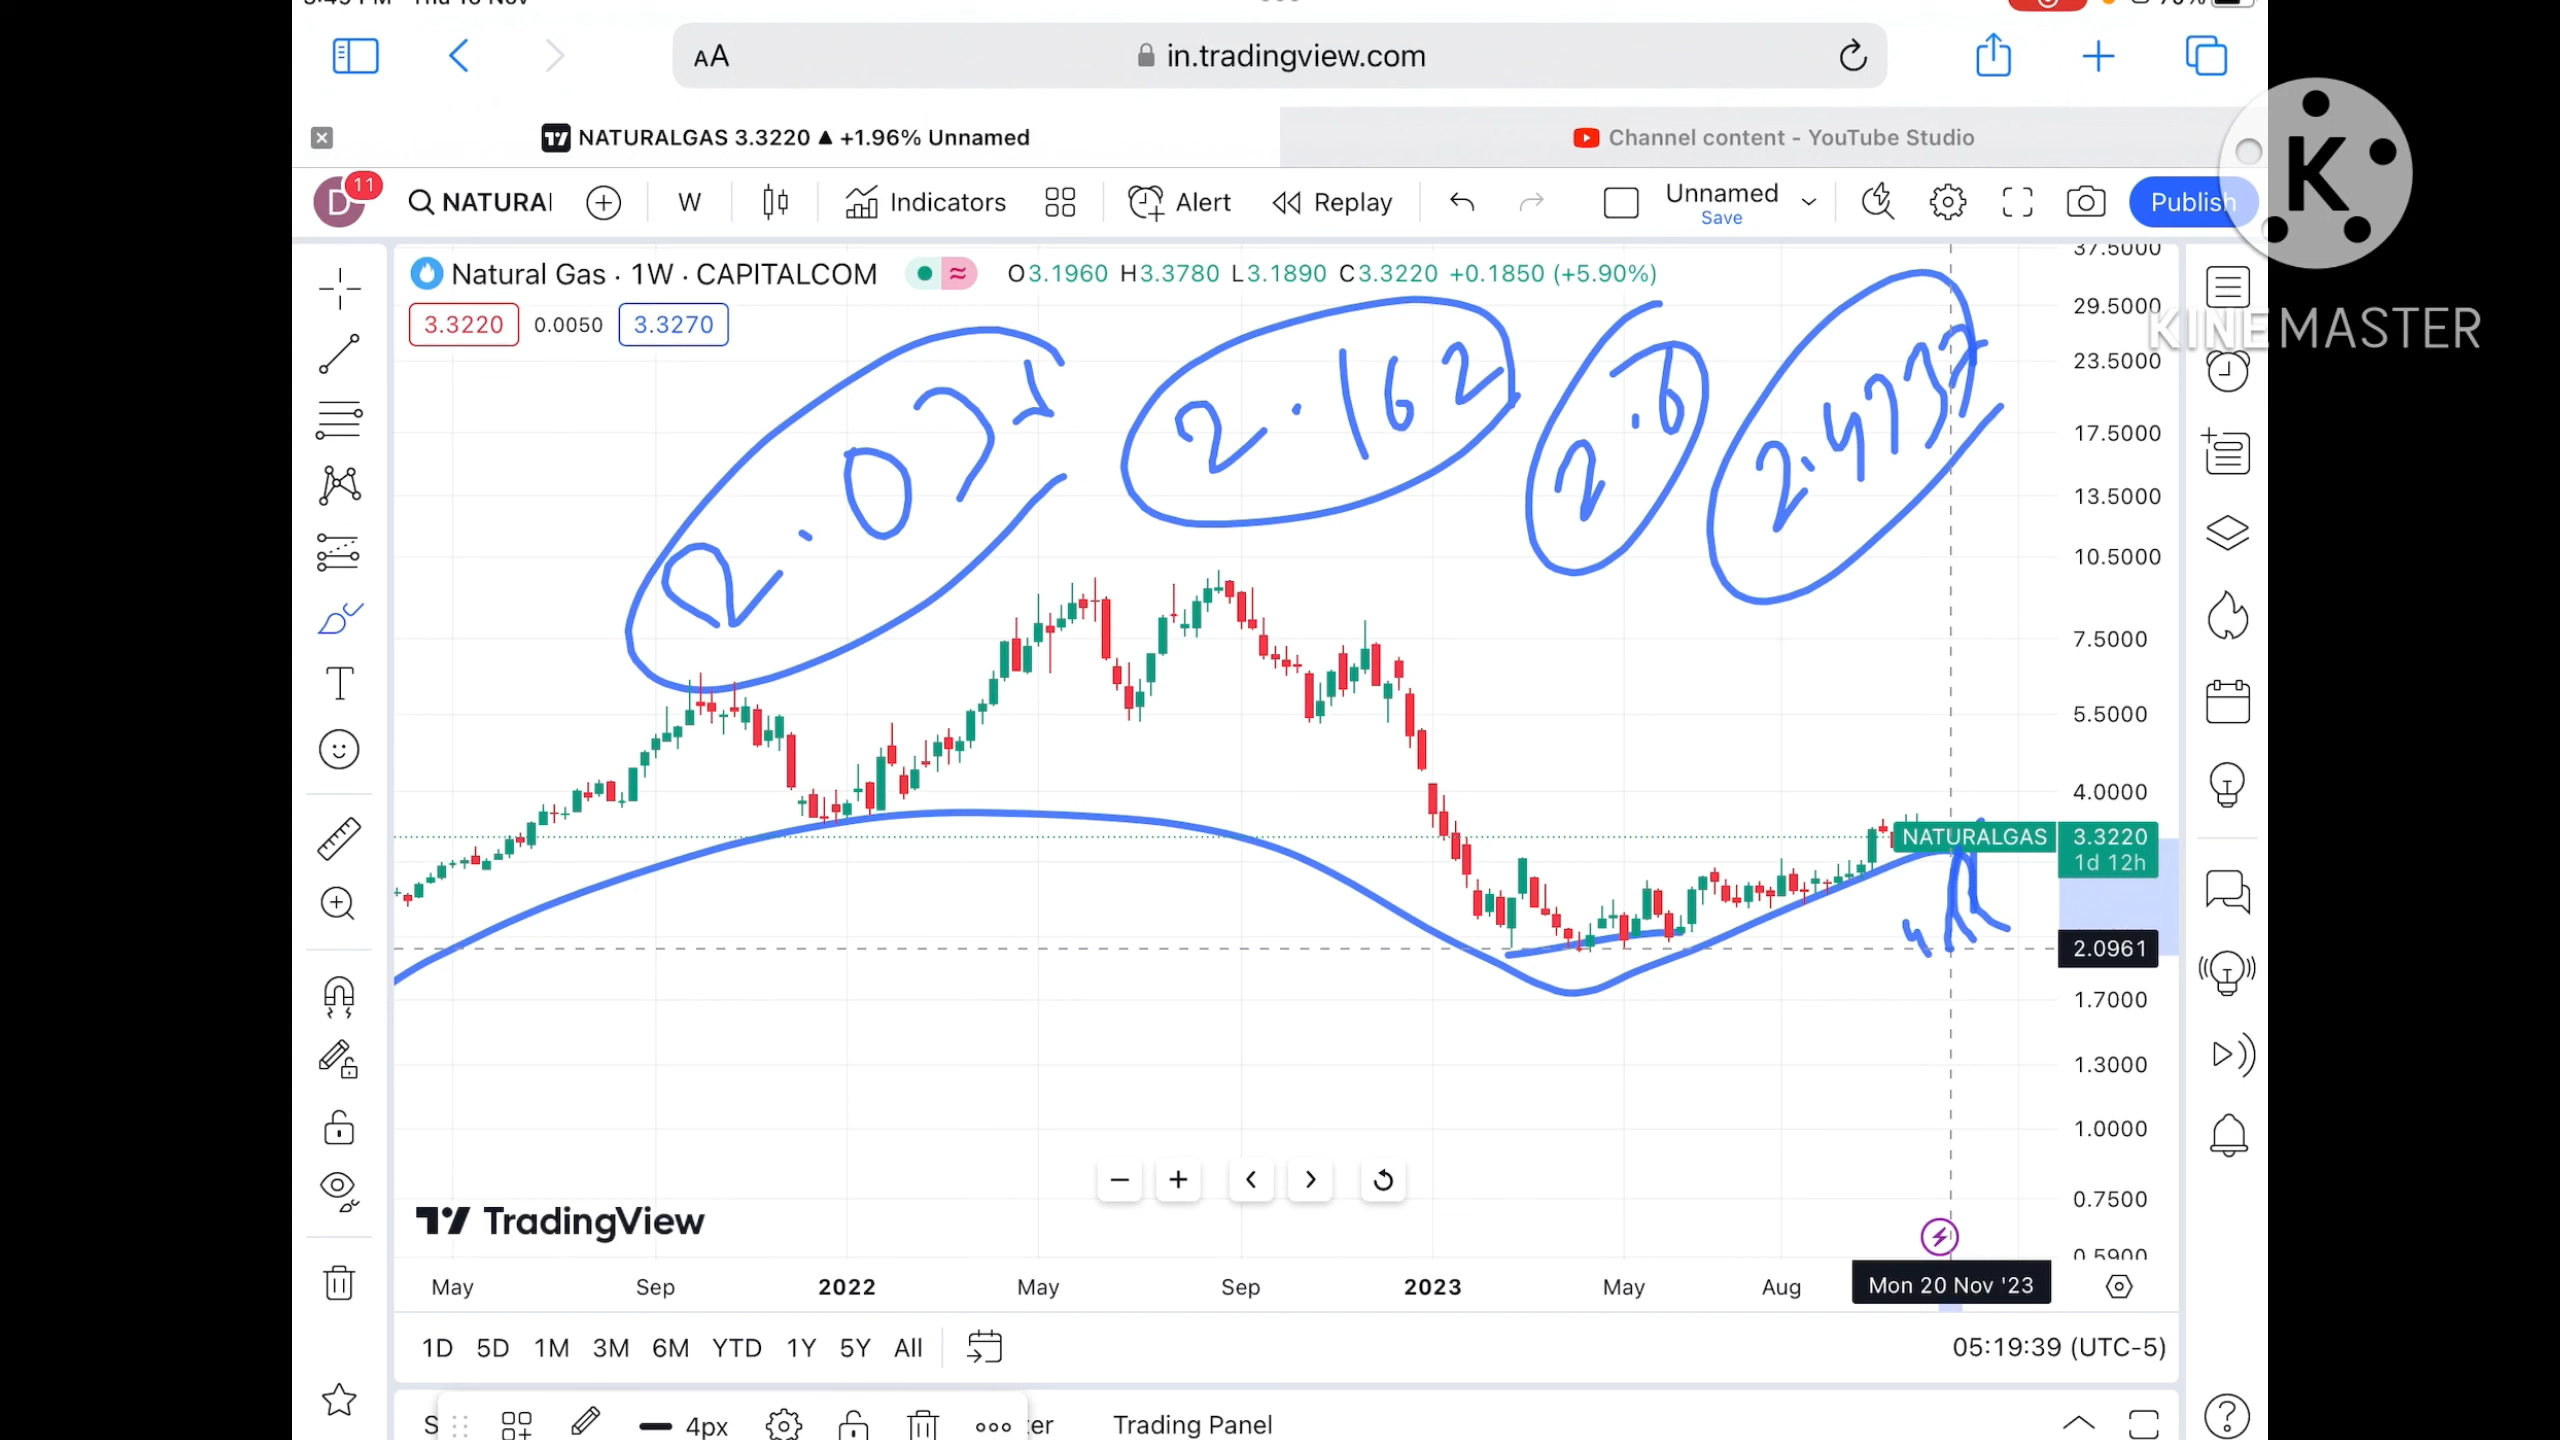 in.tradingview.com
AA
NATURALGAS 3.3220 ▲ +1.96% Unnamed
Channel content - YouTube Studio
D 11 NATURAI W Indicators Alert Replay Unnamed Save Publish
K
KINEMASTER
Natural Gas · 1W · CAPITALCOM O3.1960 H3.3780 L3.1890 C3.3220 +0.1850 (+5.90%)
3.3220 0.0050 3.3270
2.162
2.6
37.5000
29.5000
23.5000
17.5000
13.5000
10.5000
7.5000
5.5000
4.0000
NATURALGAS 3.3220
1d 12h
2.0961
1.7000
1.3000
1.0000
0.7500
0.5900
TradingView
May Sep 2022 May Sep 2023 May Aug Mon 20 Nov '23
1D 5D 1M 3M 6M YTD 1Y 5Y All 05:19:39 (UTC-5)
S 4px ter Trading Panel